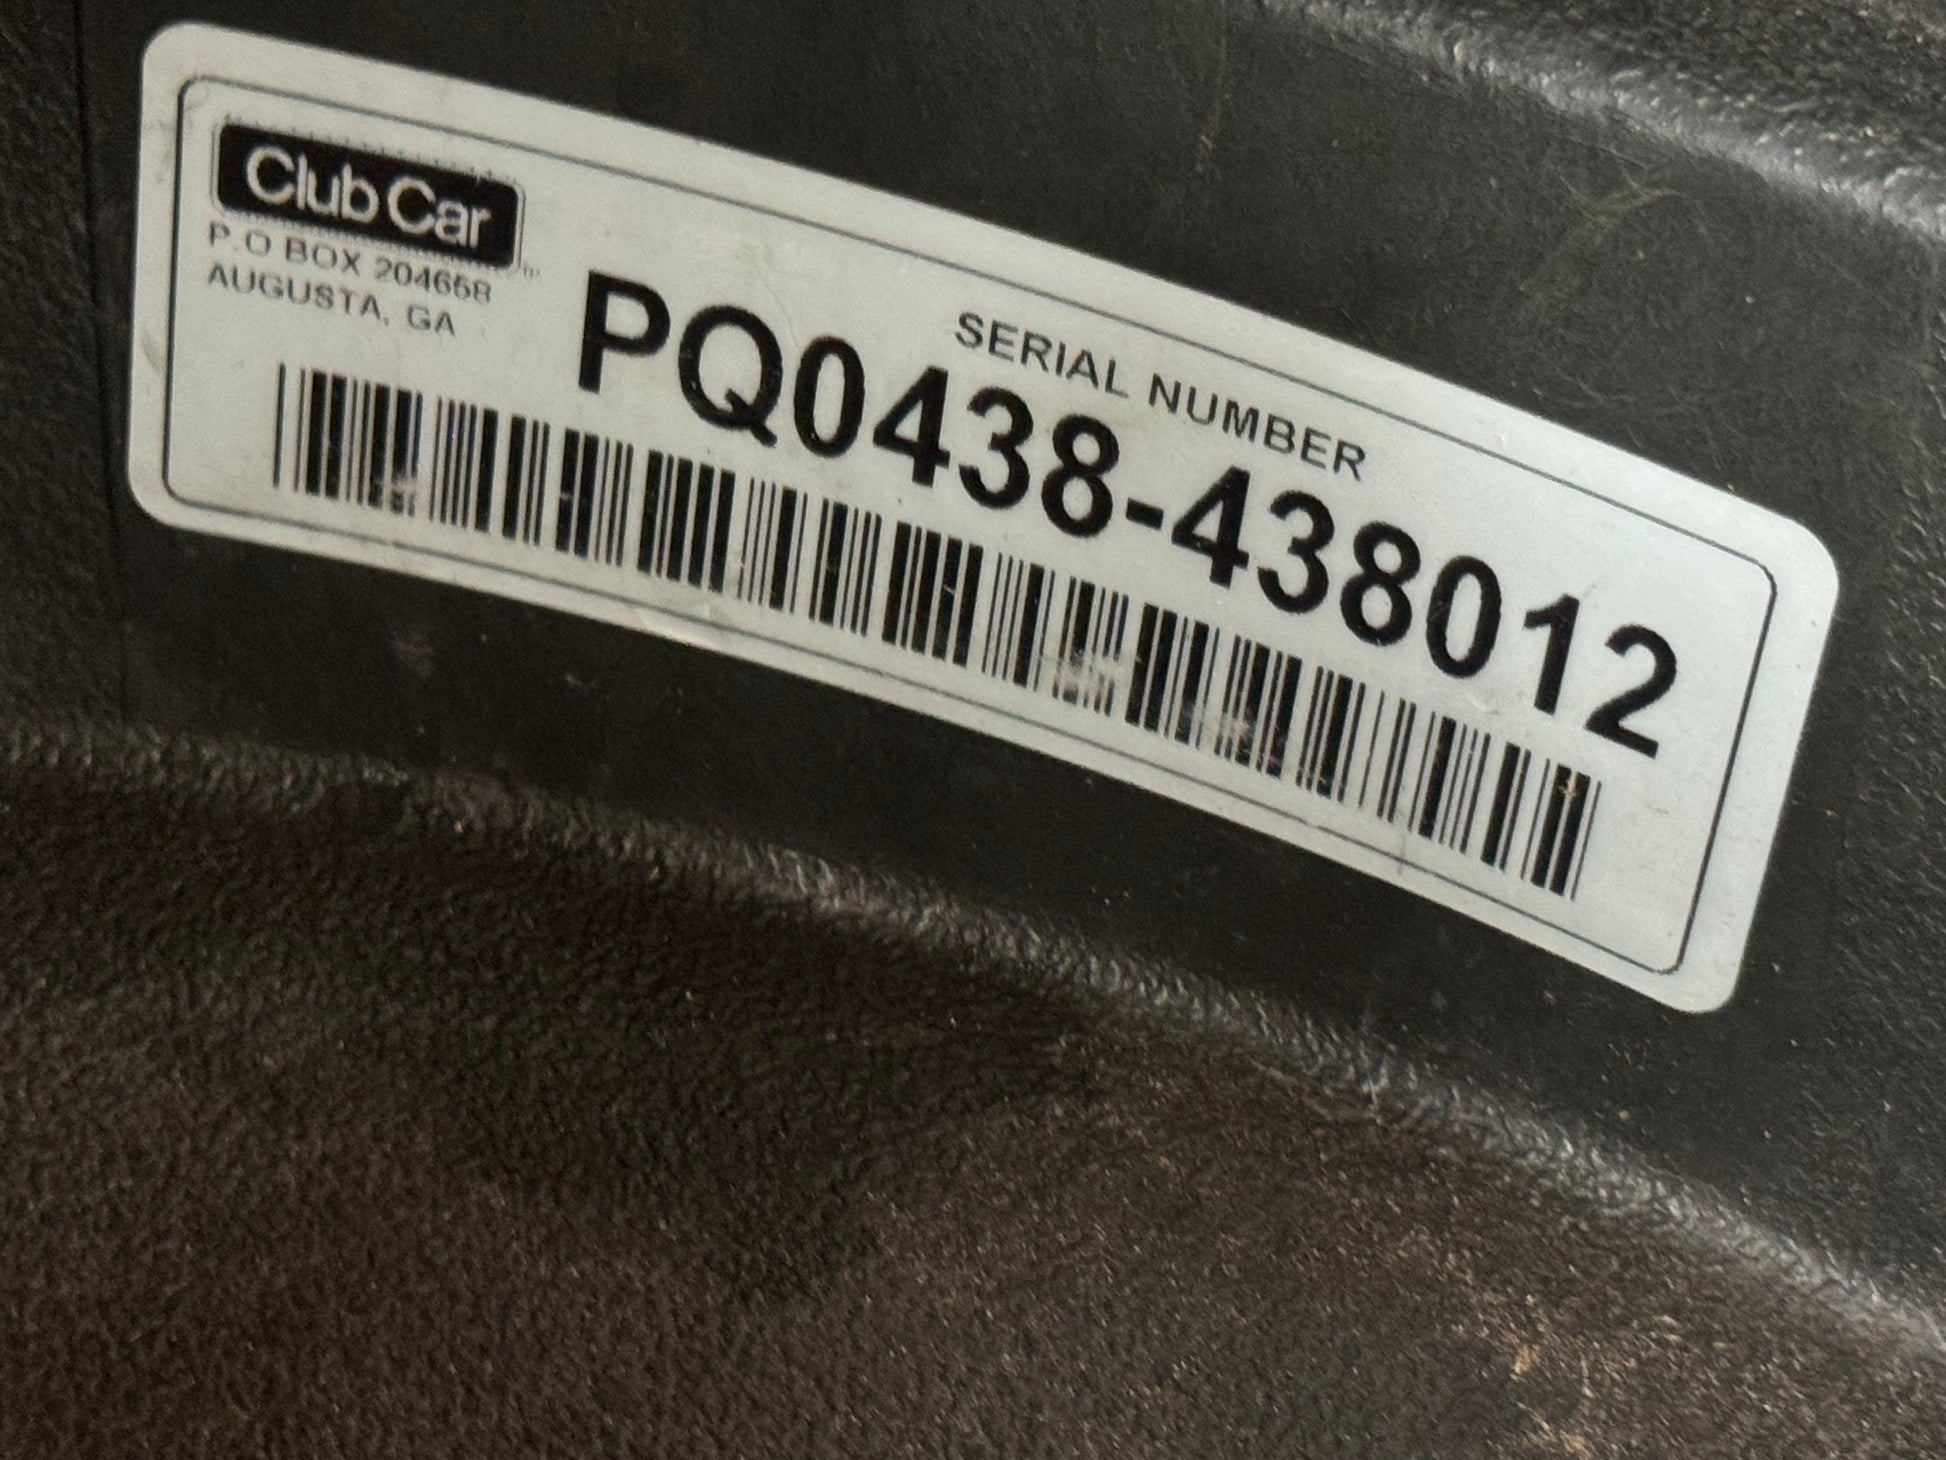 Club Car
P.O BOX 204658
AUGUSTA, GA
SERIAL NUMBER
PQ0438-438012